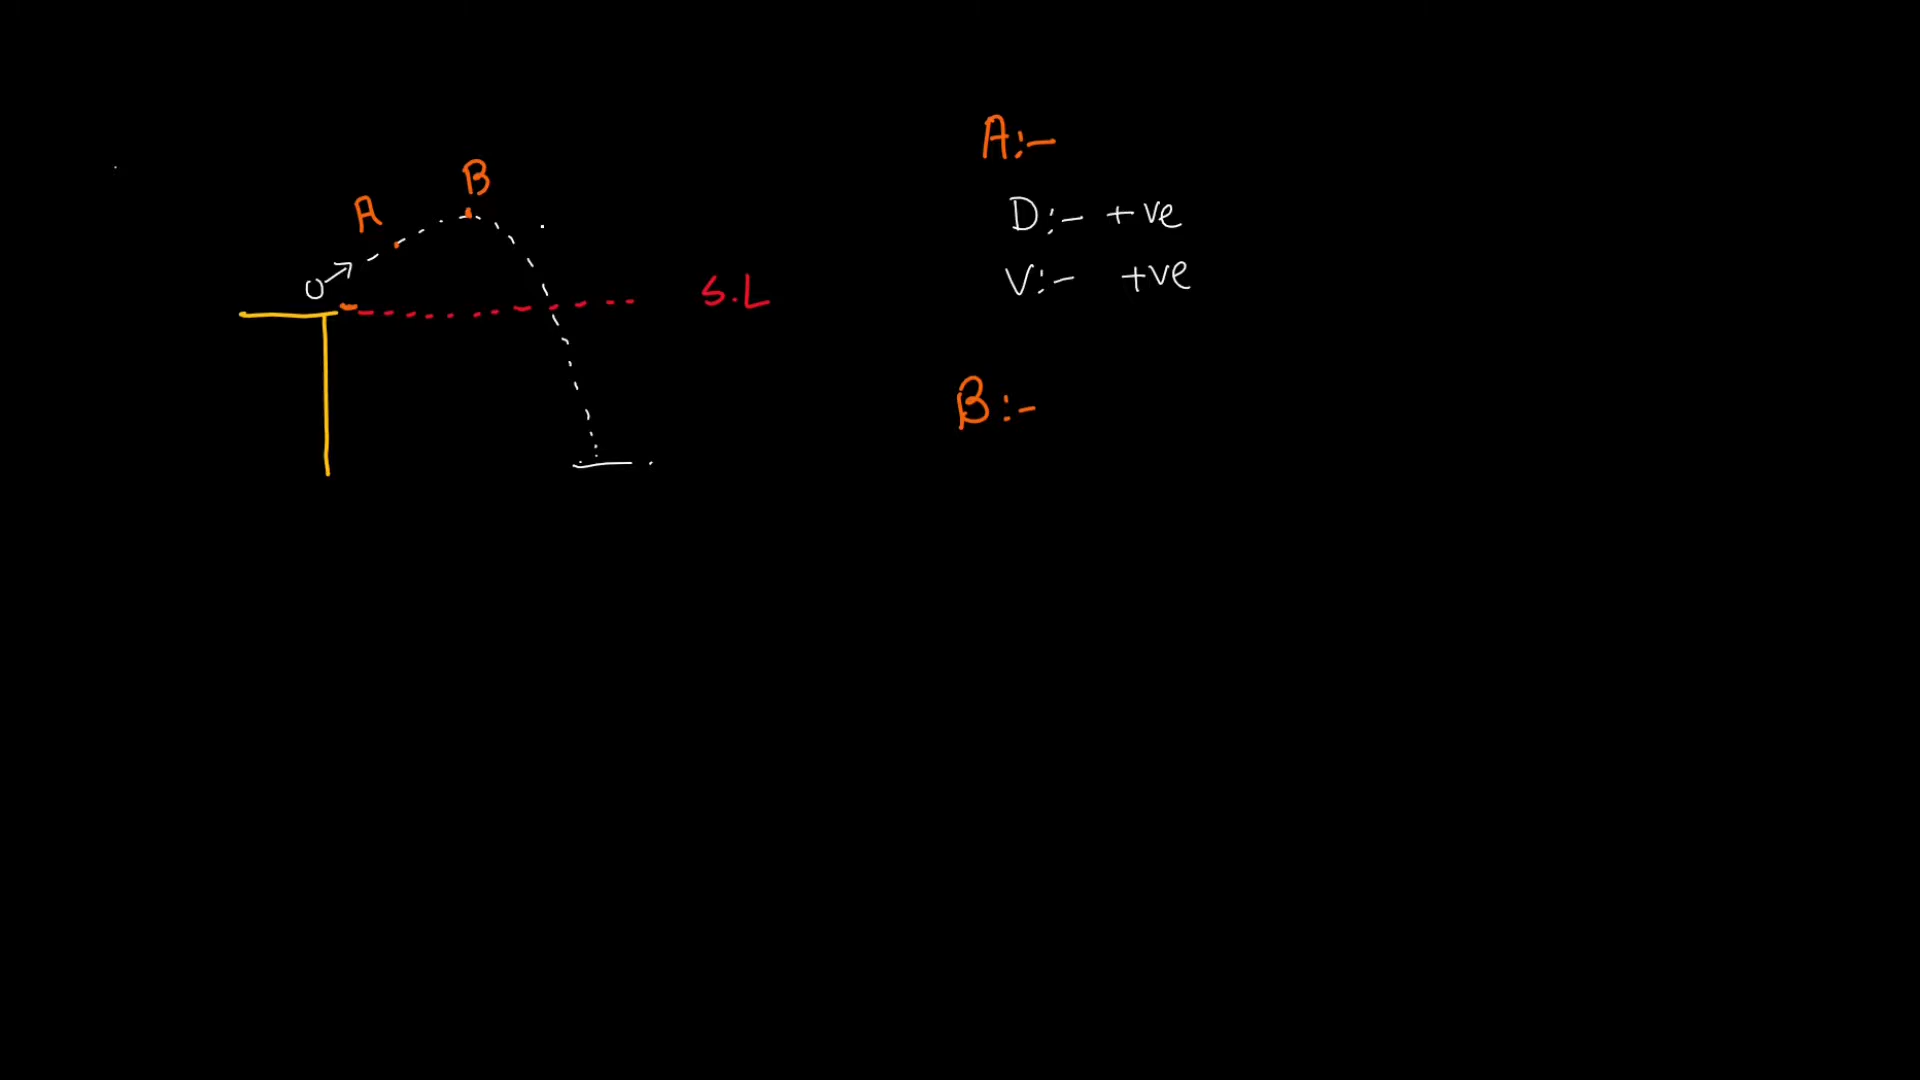 B
A
O
S.L
A:-
D:- +ve
V:- +ve
B:-